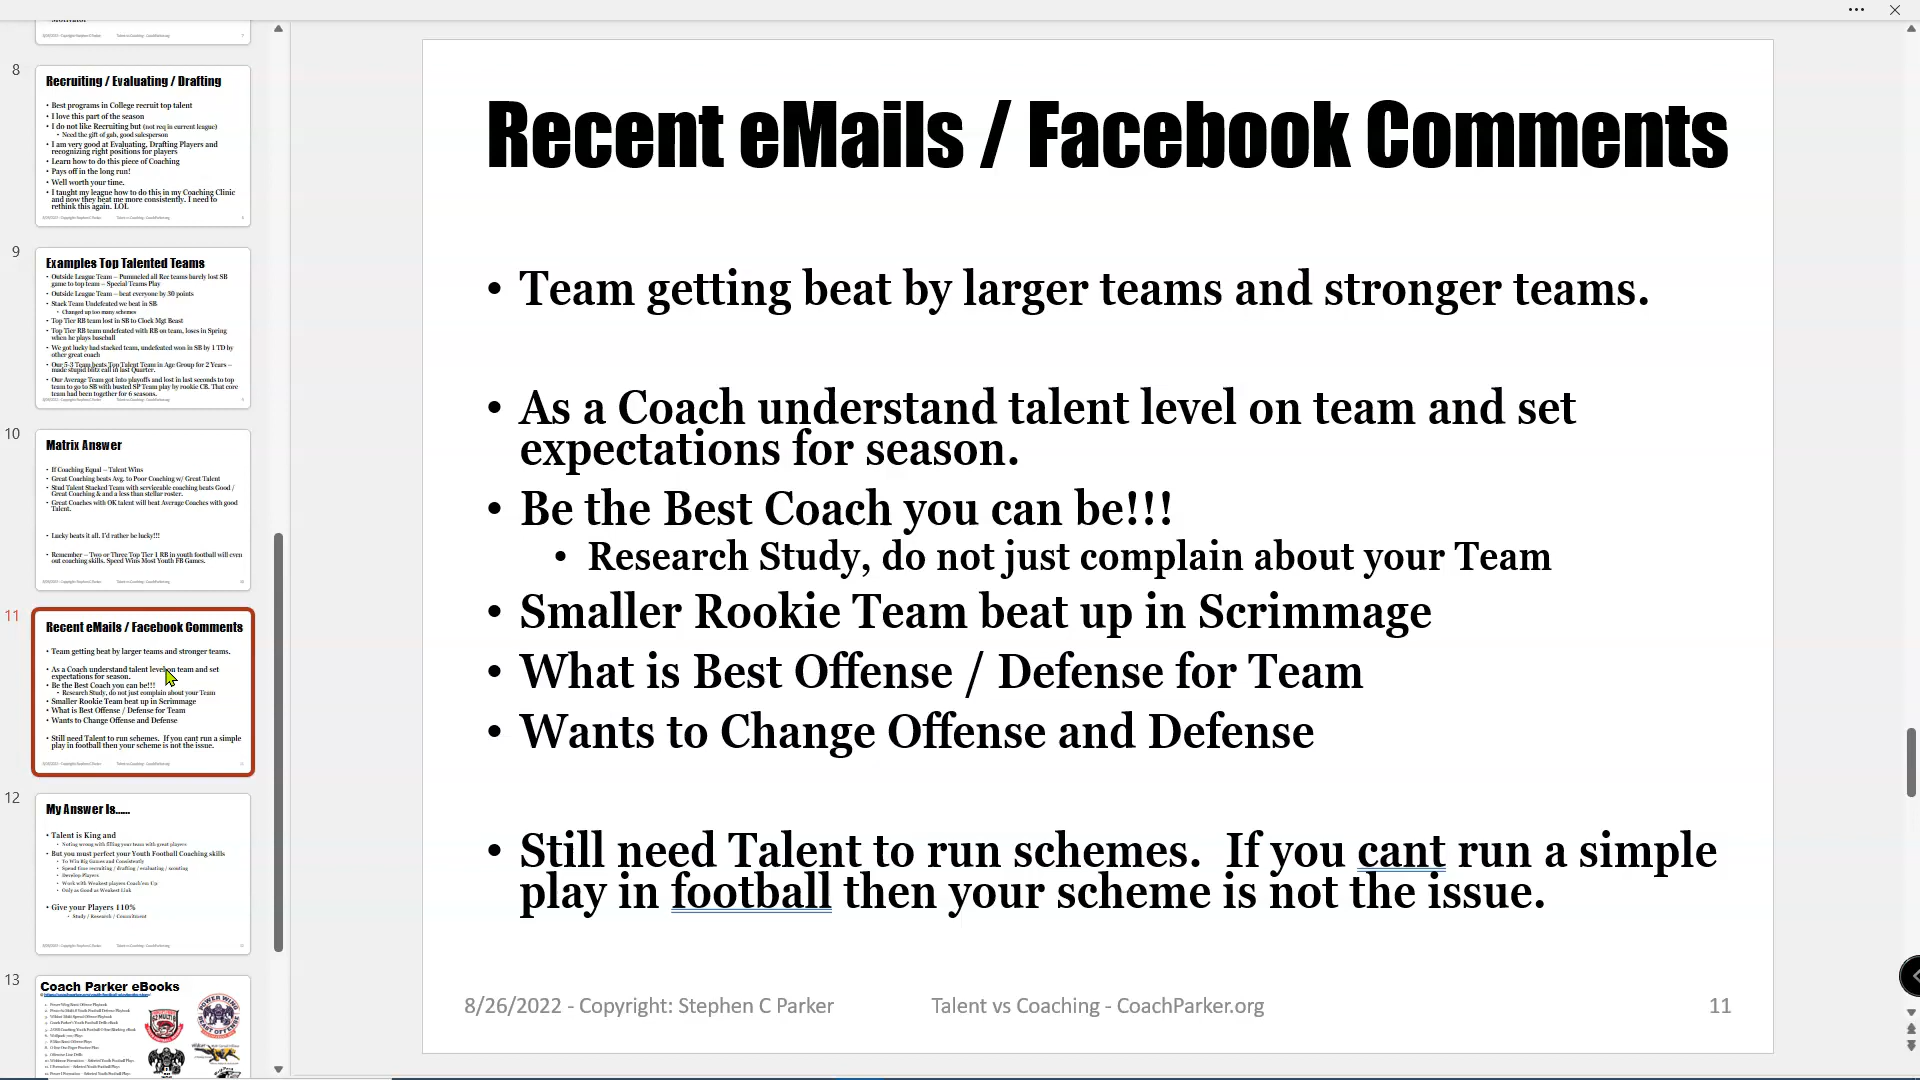 8
Recruiting / Evaluating / Drafting
• Best programs in College recruit top talent
• I love this part of the season
• I do not like Recruiting but (not req in current league)
• Need the gift of gab, good salesperson
• I am very good at Evaluating, Drafting Players and
recognizing right positions for players
• Learn how to do this piece of Coaching
• Pays off in the long run!
• Well worth your time.
• I taught my league how to do this in my Coaching Clinic
and now they beat me more consistently. I need to
rethink this again. LOL
9
Examples Top Talented Teams
• Outside League Team – Pummeled all Rec teams barely lost SB
game to top team – Special Teams Play
• Outside League Team – beat everyone by 30 points
• Stack Team Undefeated we beat in SB
• Changed up too many schemes
• Top Tier RB team lost in SB to Clock Mgt Beast
• Top Tier RB team undefeated with RB on team, loses in Spring
when he plays baseball
• We got lucky had stacked team, undefeated won in SB by 1 TD by
other great coach
• Our 5-3 Team beats Top Talent Team in Age Group for 2 Years –
made stupid blitz call in last Quarter.
• Our Average Team got into playoffs and lost in last seconds to top
team to go to SB with busted SP Team play by rookie CB. That core
team had been together for 6 seasons.
10
Matrix Answer
• If Coaching Equal – Talent Wins
• Great Coaching beats Avg. to Poor Coaching w/ Great Talent
• Stud Talent Stacked Team with serviceable coaching beats Good /
Great Coaching & and a less than stellar roster.
• Great Coaches with OK talent will beat Average Coaches with good
Talent.
• Lucky beats it all. I'd rather be lucky!!!
• Remember – Two or Three Top Tier 1 RB in youth football will even
out coaching skills. Speed Wins Most Youth FB Games.
11
Recent eMails / Facebook Comments
• Team getting beat by larger teams and stronger teams.
• As a Coach understand talent level on team and set
expectations for season.
• Be the Best Coach you can be!!!
• Research Study, do not just complain about your Team
• Smaller Rookie Team beat up in Scrimmage
• What is Best Offense / Defense for Team
• Wants to Change Offense and Defense
• Still need Talent to run schemes.  If you cant run a simple
play in football then your scheme is not the issue.
12
My Answer Is......
• Talent is King and
• Noting wrong with filling your team with great players
• But you must perfect your Youth Football Coaching skills
• To Win Big Games and Consistently
• Spend time recruiting / drafting / evaluating / scouting
• Develop Players
• Work with Weakest players Coach'em Up
• Only as Good as Weakest Link
• Give your Players 110%
• Study / Research / Commitment
13
Coach Parker eBooks
Recent eMails / Facebook Comments
• Team getting beat by larger teams and stronger teams.
• As a Coach understand talent level on team and set
expectations for season.
• Be the Best Coach you can be!!!
• Research Study, do not just complain about your Team
• Smaller Rookie Team beat up in Scrimmage
• What is Best Offense / Defense for Team
• Wants to Change Offense and Defense
• Still need Talent to run schemes.  If you cant run a simple
play in football then your scheme is not the issue.
8/26/2022 - Copyright: Stephen C Parker
Talent vs Coaching - CoachParker.org
11